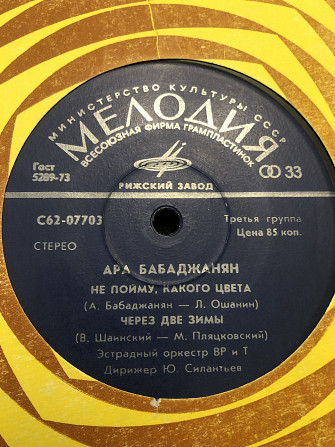 МИНИСТЕРСТВО КУЛЬТУРЫ СССР
МЕЛОДИЯ
ВСЕСОЮЗНАЯ ФИРМА ГРАМПЛАСТИНОК
Гост
5289-73
33
РИЖСКИЙ ЗАВОД
С62-07703
Третья группа
Цена 85 коп.
СТЕРЕО
АРА БАБАДЖАНЯН
НЕ ПОЙМУ, КАКОГО ЦВЕТА
(А. Бабаджанян — Л. Ошанин)
ЧЕРЕЗ ДВЕ ЗИМЫ
(В. Шаинский — М. Пляцковский)
Эстрадный оркестр ВР и Т
Дирижер Ю. Силантьев